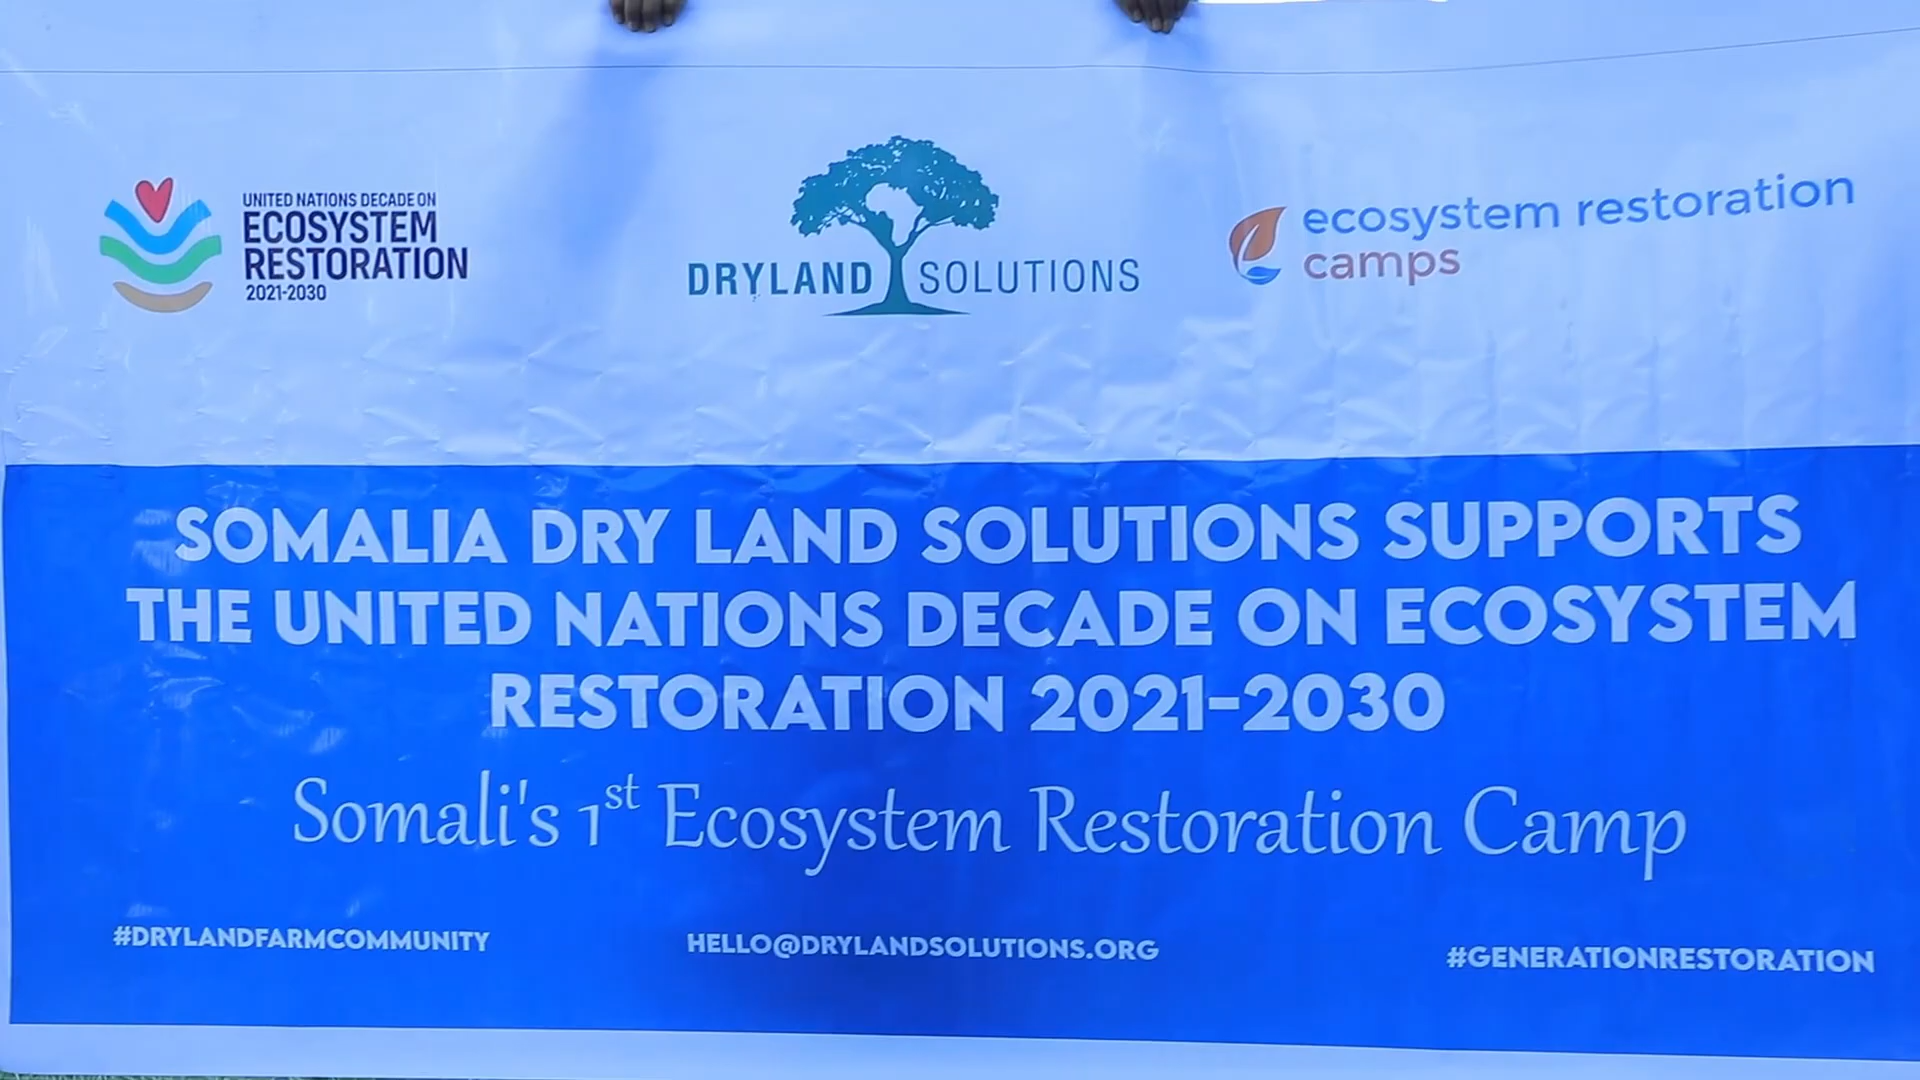 UNITED NATIONS DECADE ON
ECOSYSTEM
RESTORATION
2021-2030
DRYLAND SOLUTIONS
ecosystem restoration
camps
SOMALIA DRY LAND SOLUTIONS SUPPORTS
THE UNITED NATIONS DECADE ON ECOSYSTEM
RESTORATION 2021-2030
Somali's 1st Ecosystem Restoration Camp
#DRYLANDFARMCOMMUNITY
HELLO@DRYLANDSOLUTIONS.ORG
#GENERATIONRESTORATION